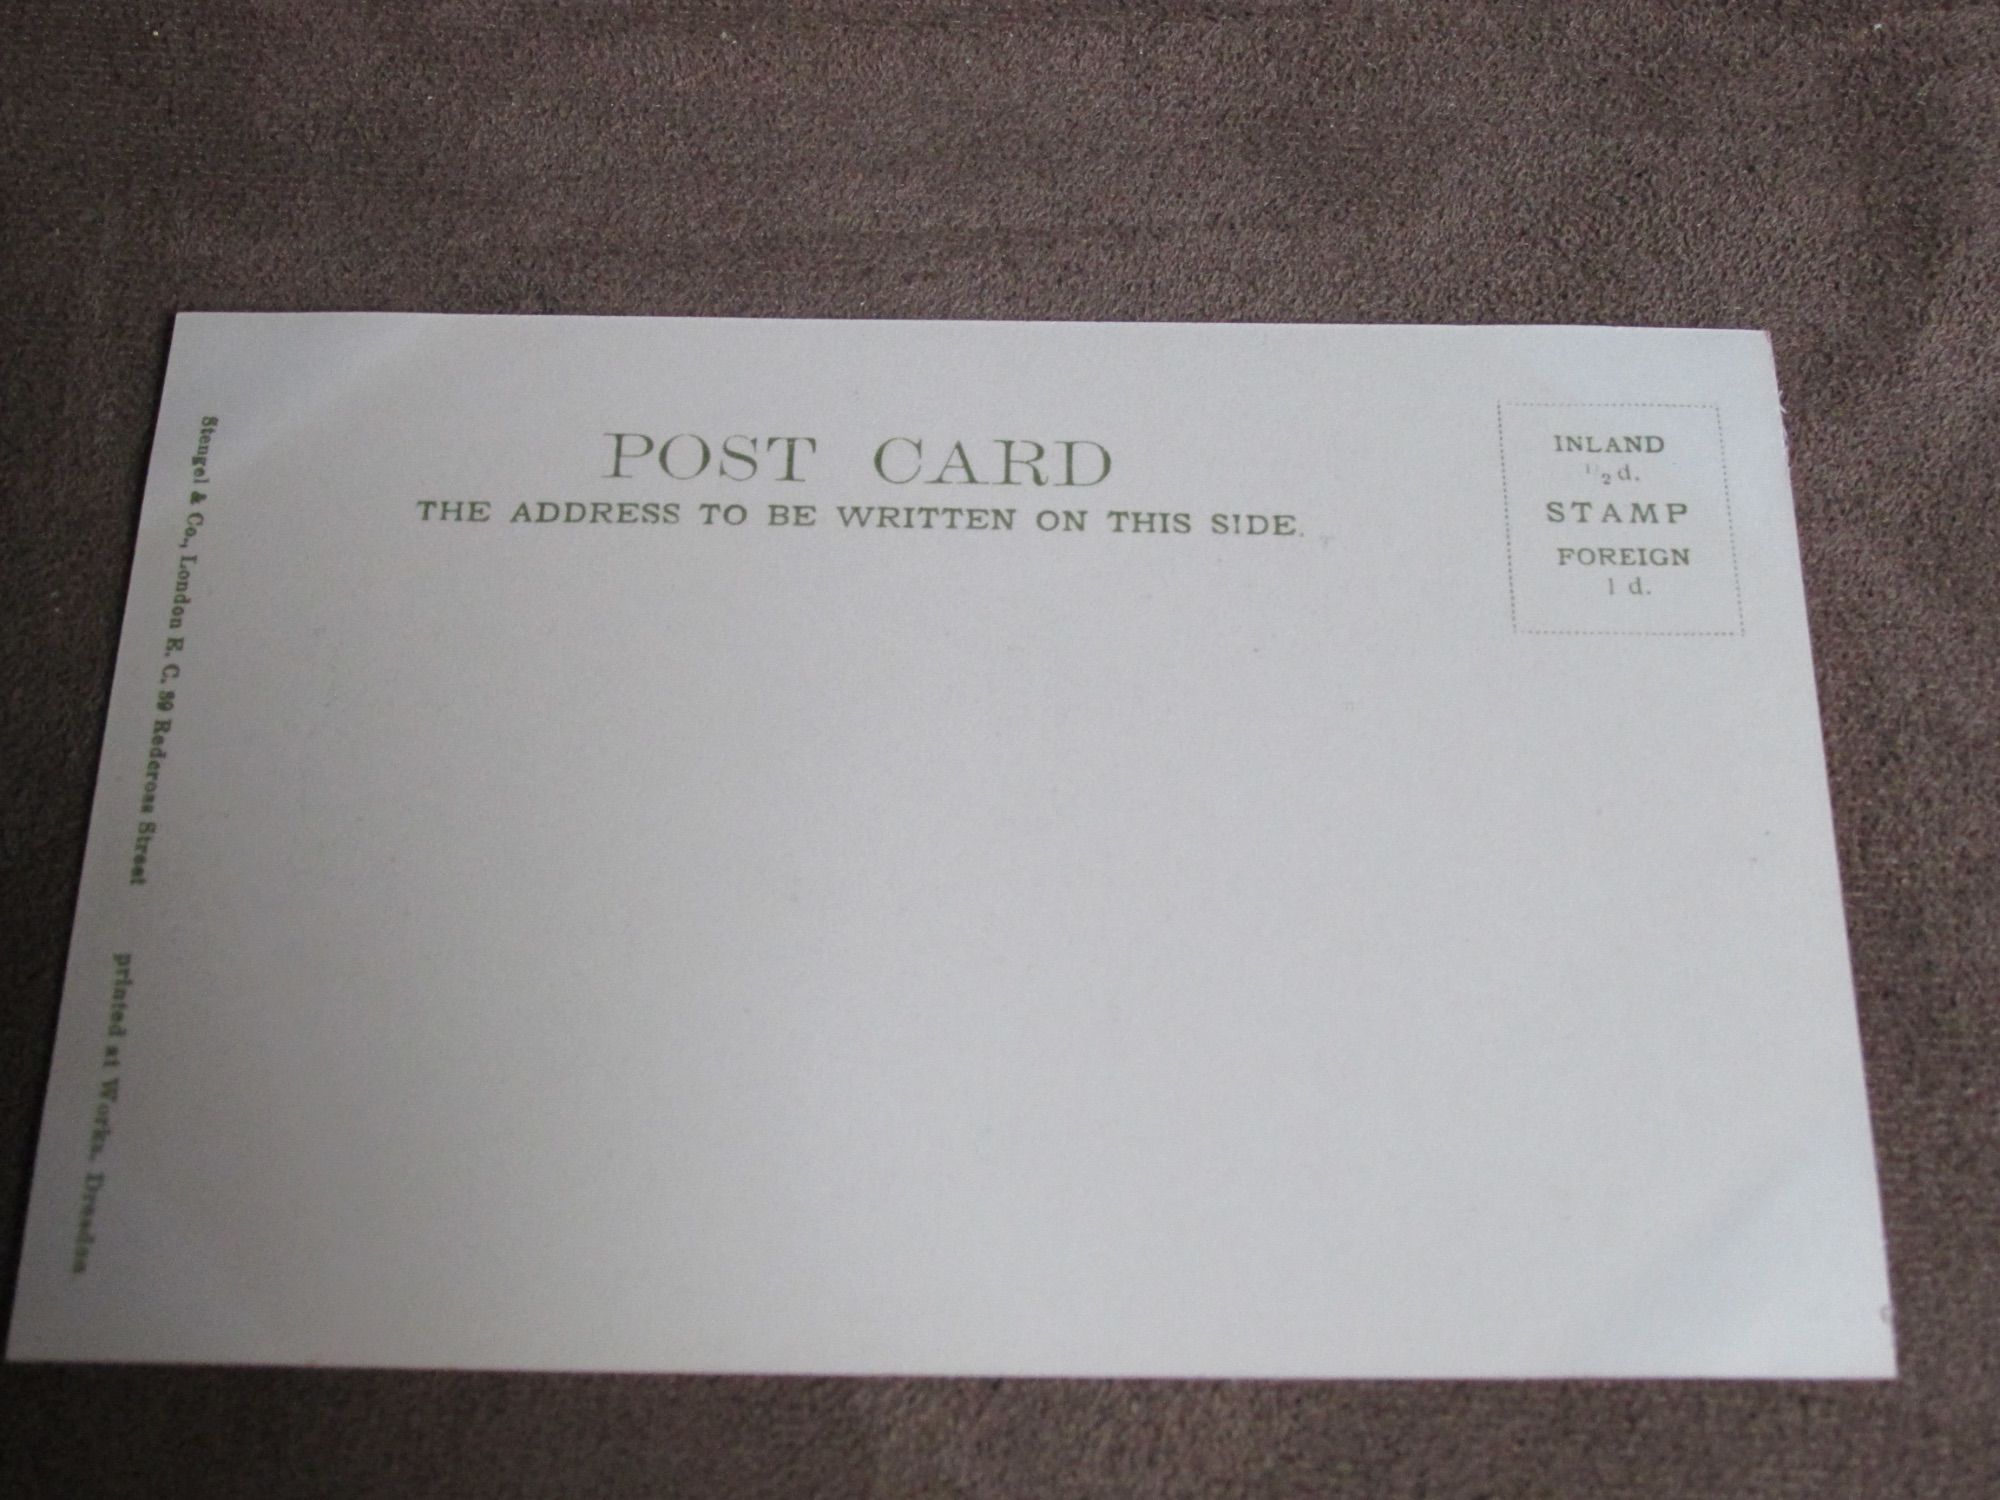 POST CARD
THE ADDRESS TO BE WRITTEN ON THIS SIDE.
INLAND
1/2 d.
STAMP
FOREIGN
1 d.
Stengel & Co., London E. C. 39 Redcross Street printed at Works, Dresden